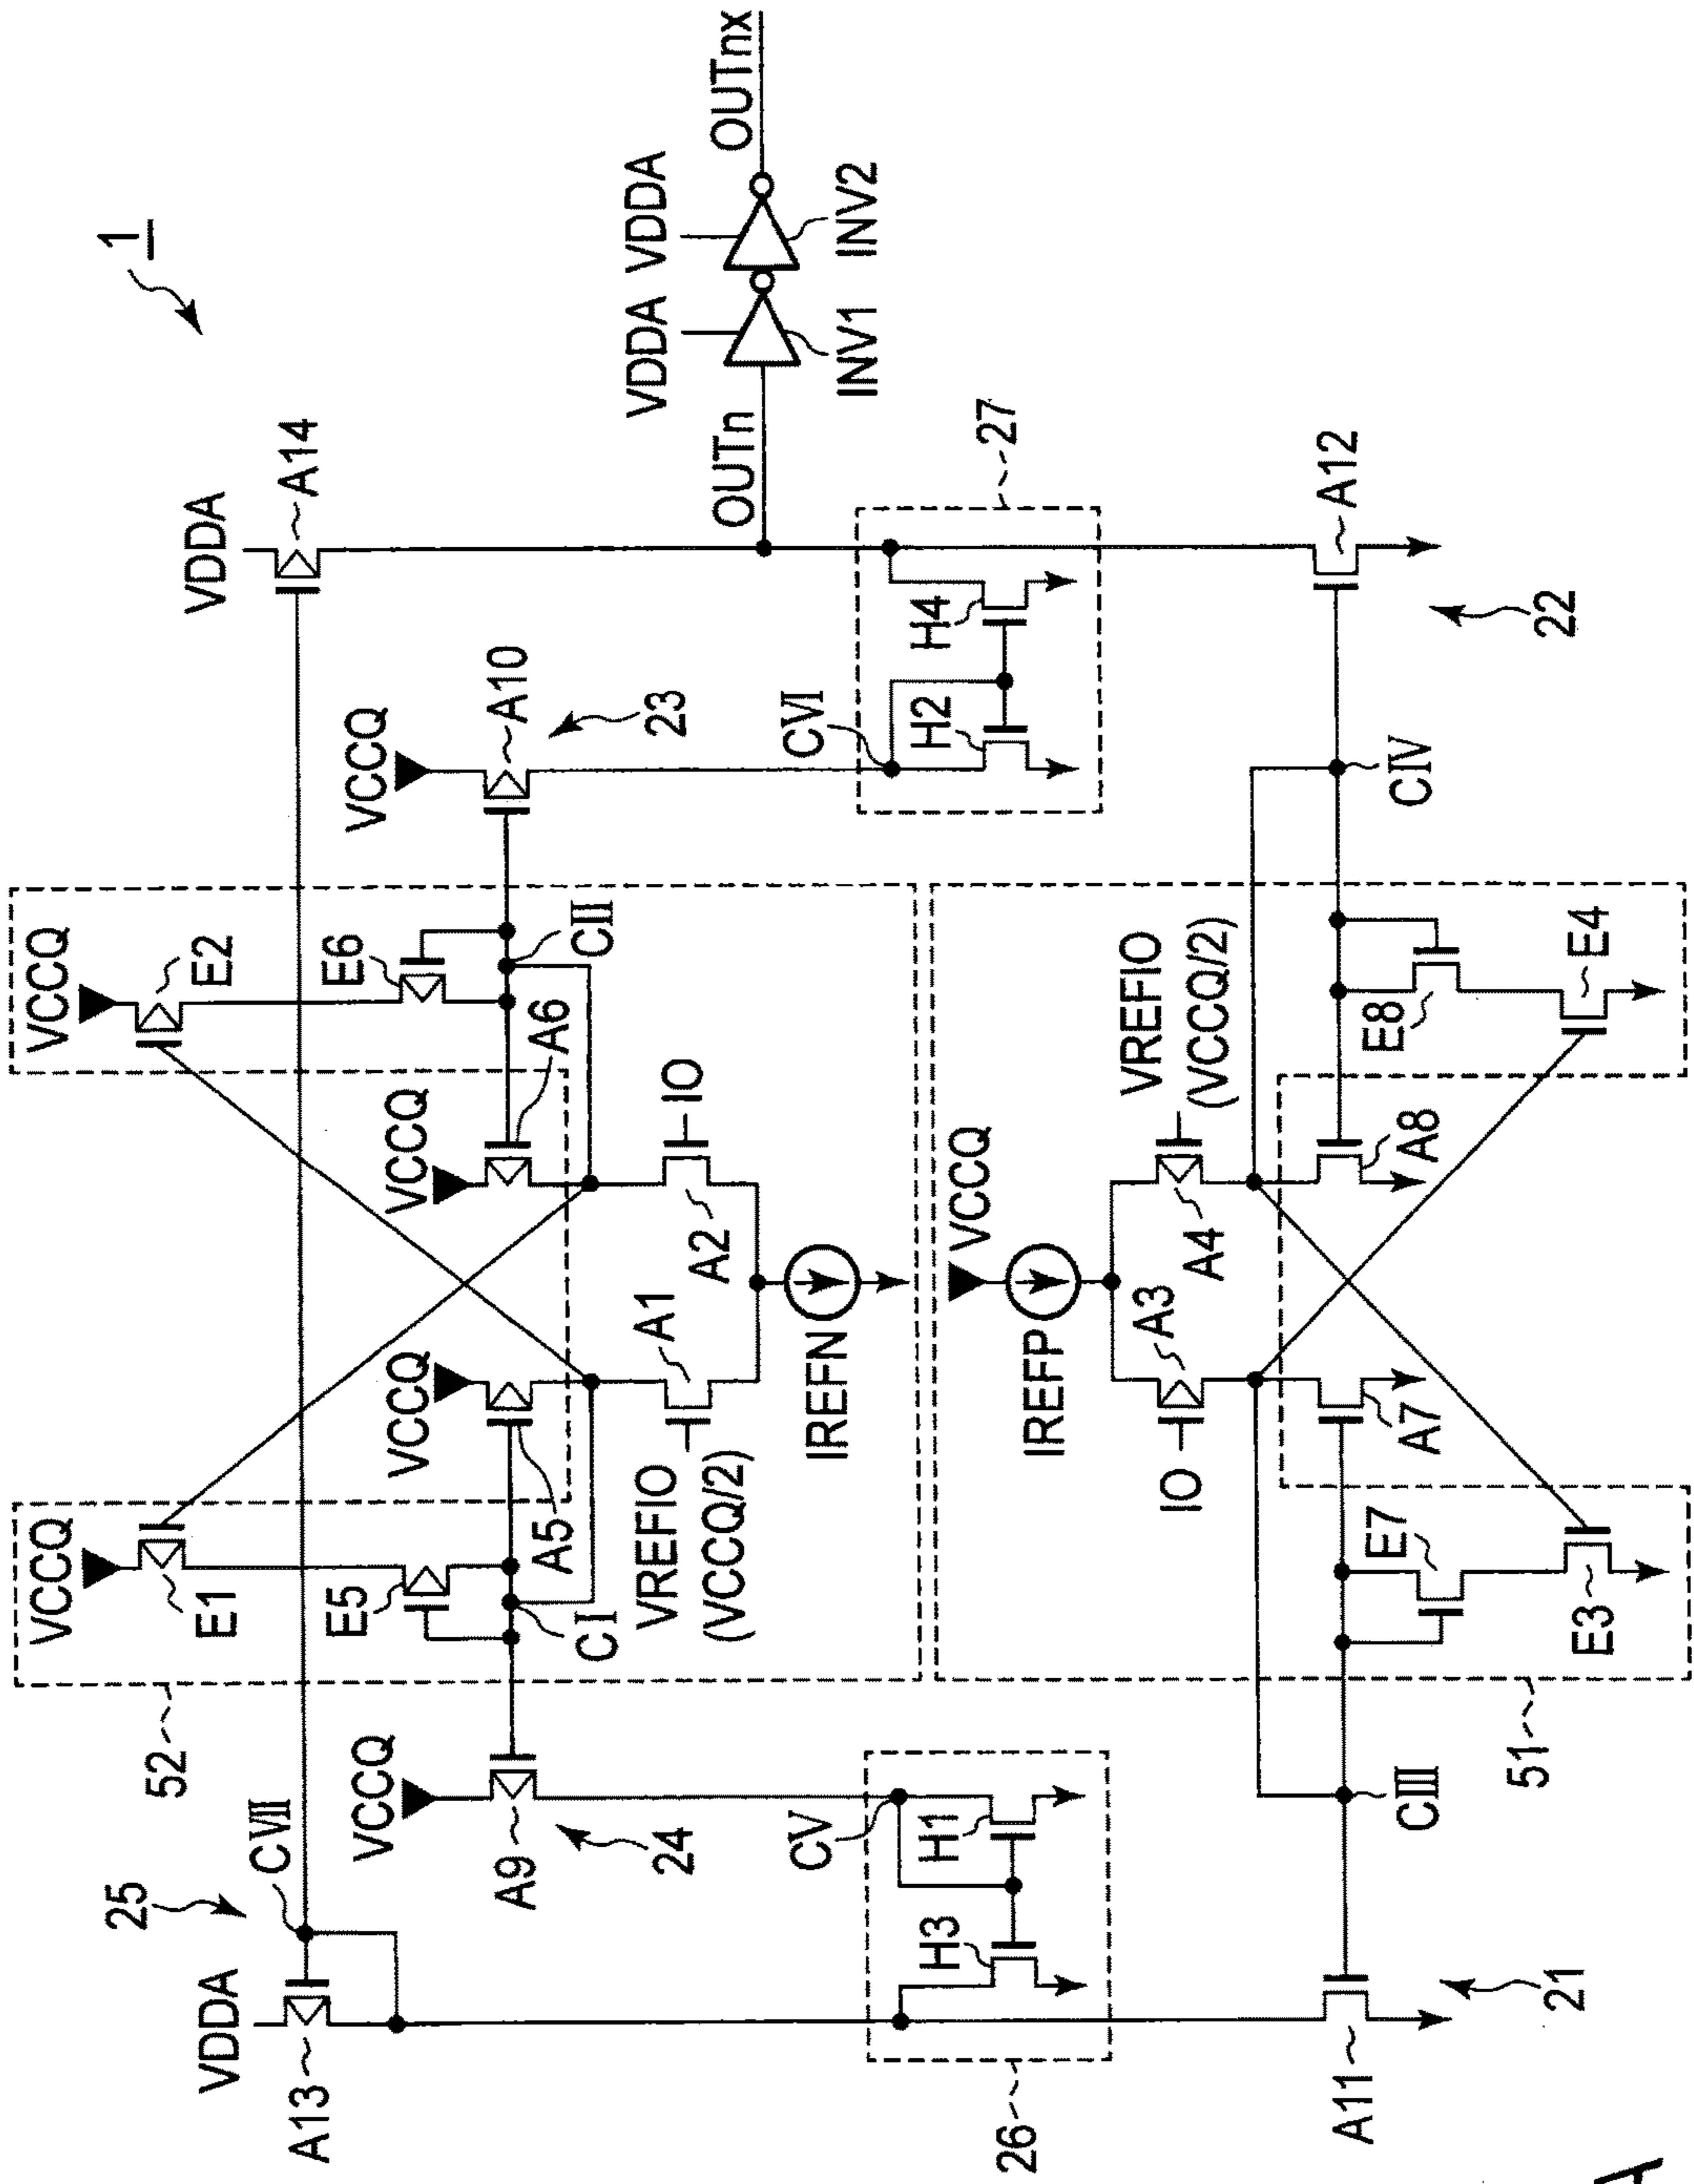 1
VDDA
A14
VDDA
VDDA
OUTn
OUTnx
INV1
INV2
VCCQ
E2
E6
CII
VCCQ
A10
23
VCCQ
A6
A2
IO
CVI
H2
H4
27
VCCQ
E1
E5
CI
VCCQ
A5
A1
VREFIO
(VCCQ/2)
IREFN
52
25
CVII
VDDA
A13
VCCQ
A9
24
CV
H1
H3
26
VCCQ
IREFP
A3
IO
A4
VREFIO
(VCCQ/2)
A7
A8
E7
E3
E8
E4
51
CIII
CIV
A11
21
A12
22
A